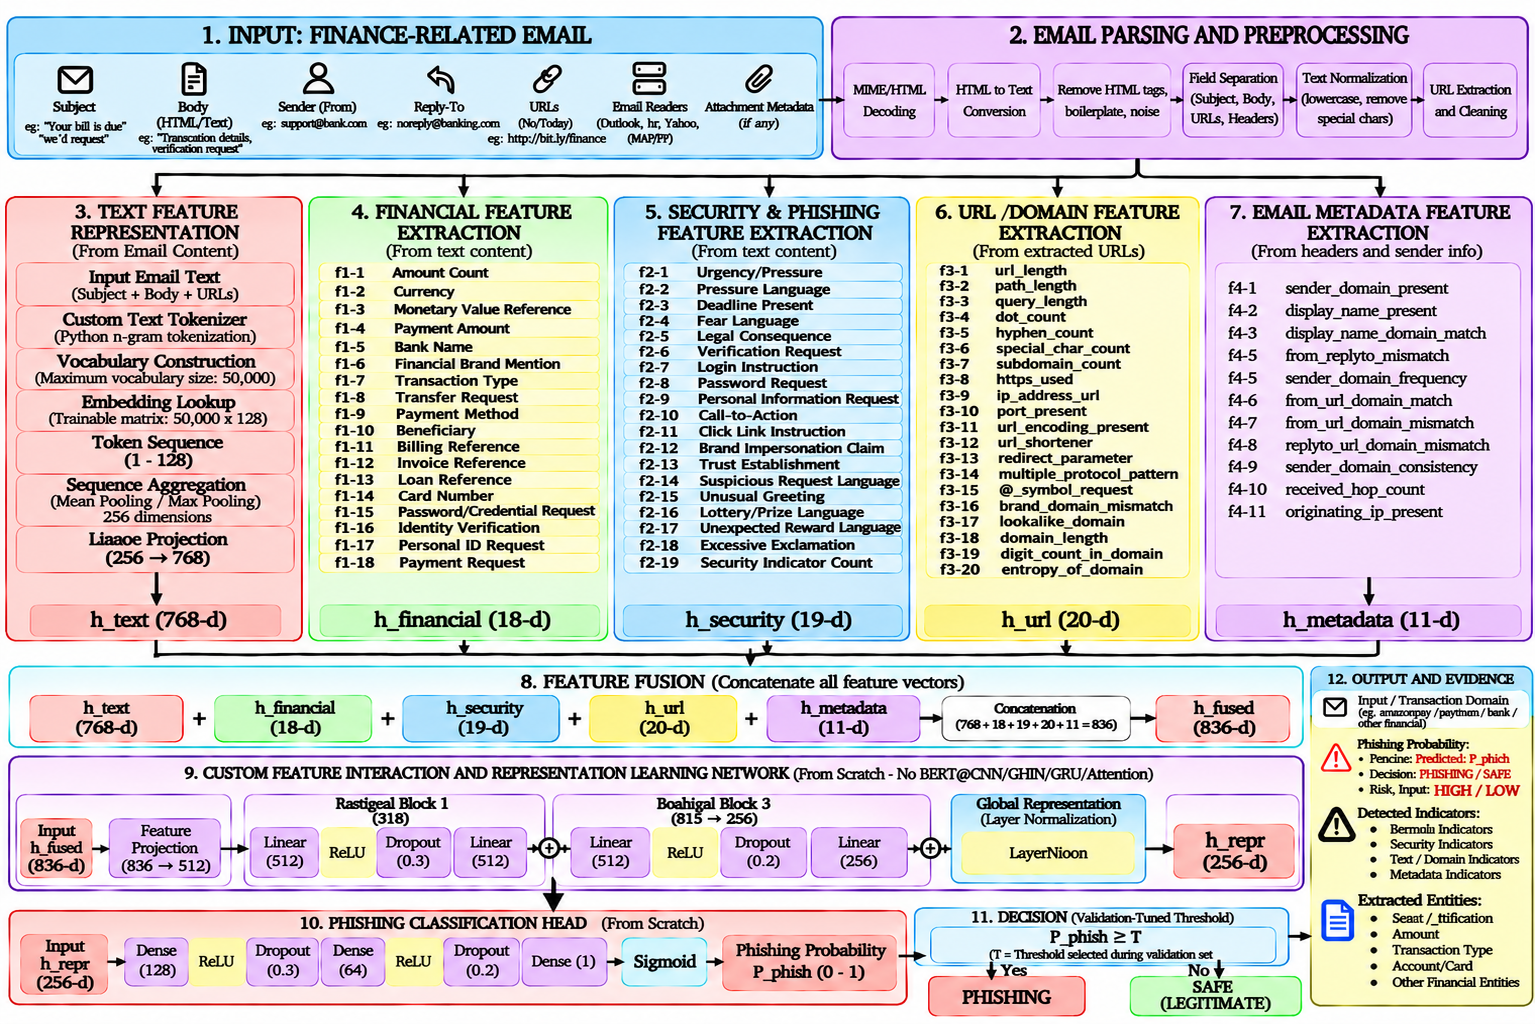 1. INPUT: FINANCE-RELATED EMAIL
Subject
eg: "Your bill is due"
"we'd request"
Body
(HTML/Text)
eg: "Transcation details,
verification request"
Sender (From)
eg: support@bank.com
Reply-To
eg: noreply@banking.com
URLs
(No/Today)
eg: http://bit.ly/finance
Email Readers
(Outlook, hr, Yahoo,
(MAP/PP)
Attachment Metadata
(if any)
2. EMAIL PARSING AND PREPROCESSING
MIME/HTML
Decoding
HTML to Text
Conversion
Remove HTML tags,
boilerplate, noise
Field Separation
(Subject, Body,
URLs, Headers)
Text Normalization
(lowercase, remove
special chars)
URL Extraction
and Cleaning
3. TEXT FEATURE
REPRESENTATION
(From Email Content)
Input Email Text
(Subject + Body + URLs)
Custom Text Tokenizer
(Python n-gram tokenization)
Vocabulary Construction
(Maximum vocabulary size: 50,000)
Embedding Lookup
(Trainable matrix: 50,000 x 128)
Token Sequence
(1 - 128)
Sequence Aggregation
(Mean Pooling / Max Pooling)
256 dimensions
Liaaoe Projection
(256 → 768)
h_text (768-d)
4. FINANCIAL FEATURE
EXTRACTION
(From text content)
f1-1 Amount Count
f1-2 Currency
f1-3 Monetary Value Reference
f1-4 Payment Amount
f1-5 Bank Name
f1-6 Financial Brand Mention
f1-7 Transaction Type
f1-8 Transfer Request
f1-9 Payment Method
f1-10 Beneficiary
f1-11 Billing Reference
f1-12 Invoice Reference
f1-13 Loan Reference
f1-14 Card Number
f1-15 Password/Credential Request
f1-16 Identity Verification
f1-17 Personal ID Request
f1-18 Payment Request
h_financial (18-d)
5. SECURITY & PHISHING
FEATURE EXTRACTION
(From text content)
f2-1 Urgency/Pressure
f2-2 Pressure Language
f2-3 Deadline Present
f2-4 Fear Language
f2-5 Legal Consequence
f2-6 Verification Request
f2-7 Login Instruction
f2-8 Password Request
f2-9 Personal Information Request
f2-10 Call-to-Action
f2-11 Click Link Instruction
f2-12 Brand Impersonation Claim
f2-13 Trust Establishment
f2-14 Suspicious Request Language
f2-15 Unusual Greeting
f2-16 Lottery/Prize Language
f2-17 Unexpected Reward Language
f2-18 Excessive Exclamation
f2-19 Security Indicator Count
h_security (19-d)
6. URL /DOMAIN FEATURE
EXTRACTION
(From extracted URLs)
f3-1 url_length
f3-2 path_length
f3-3 query_length
f3-4 dot_count
f3-5 hyphen_count
f3-6 special_char_count
f3-7 subdomain_count
f3-8 https_used
f3-9 ip_address_url
f3-10 port_present
f3-11 url_encoding_present
f3-12 url_shortener
f3-13 redirect_parameter
f3-14 multiple_protocol_pattern
f3-15 @_symbol_request
f3-16 brand_domain_mismatch
f3-17 lookalike_domain
f3-18 domain_length
f3-19 digit_count_in_domain
f3-20 entropy_of_domain
h_url (20-d)
7. EMAIL METADATA FEATURE
EXTRACTION
(From headers and sender info)
f4-1 sender_domain_present
f4-2 display_name_present
f4-3 display_name_domain_match
f4-5 from_replyto_mismatch
f4-5 sender_domain_frequency
f4-6 from_url_domain_match
f4-7 from_url_domain_mismatch
f4-8 replyto_url_domain_mismatch
f4-9 sender_domain_consistency
f4-10 received_hop_count
f4-11 originating_ip_present
h_metadata (11-d)
8. FEATURE FUSION (Concatenate all feature vectors)
h_text
(768-d)
+
h_financial
(18-d)
+
h_security
(19-d)
+
h_url
(20-d)
+
h_metadata
(11-d)
Concatenation
(768 + 18 + 19 + 20 + 11 = 836)
h_fused
(836-d)
9. CUSTOM FEATURE INTERACTION AND REPRESENTATION LEARNING NETWORK (From Scratch - No BERT@CNN/GHIN/GRU/Attention)
Input
h_fused
(836-d)
Feature
Projection
(836 → 512)
Rastigeal Block 1
(318)
Linear
(512)
ReLU
Dropout
(0.3)
Linear
(512)
+
Boahigal Block 3
(815 → 256)
Linear
(512)
ReLU
Dropout
(0.2)
Linear
(256)
+
Global Representation
(Layer Normalization)
LayerNioon
h_repr
(256-d)
10. PHISHING CLASSIFICATION HEAD (From Scratch)
Input
h_repr
(256-d)
Dense
(128)
ReLU
Dropout
(0.3)
Dense
(64)
ReLU
Dropout
(0.2)
Dense (1)
Sigmoid
Phishing Probability
P_phish (0 - 1)
11. DECISION (Validation-Tuned Threshold)
P_phish ≥ T
(T = Threshold selected during validation set
Yes
No
PHISHING
SAFE
(LEGITIMATE)
12. OUTPUT AND EVIDENCE
Input / Transaction Domain
(eg. amazonpay /paytmm / bank /
other financial)
Phishing Probability:
• Pencine: Predicted: P_phich
• Decision: PHISHING / SAFE
• Risk, Input: HIGH / LOW
Detected Indicators:
• Bermala Indicators
• Security Indicators
• Text / Domain Indicators
• Metadata Indicators
Extracted Entities:
• Seaat /_ttification
• Amount
• Transaction Type
• Account/Card
• Other Financial Entities